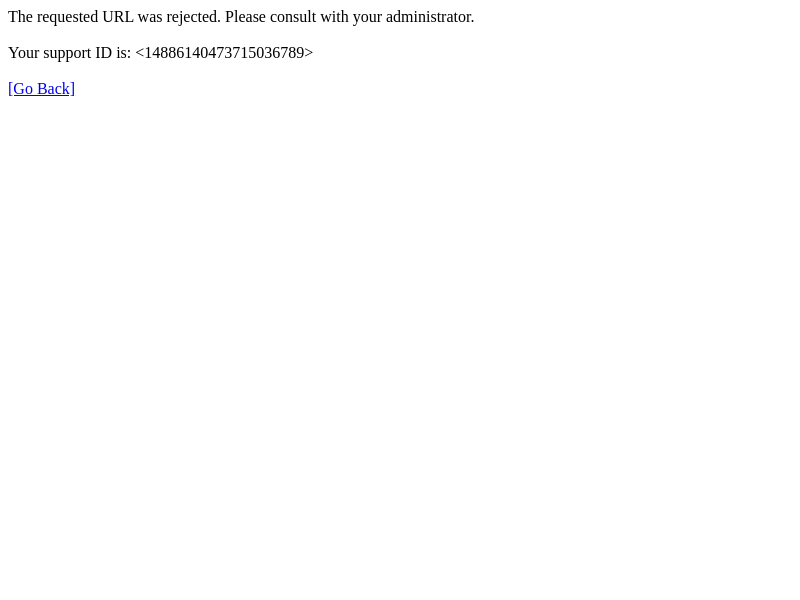 The requested URL was rejected. Please consult with your administrator.
Your support ID is: <14886140473715036789>
[Go Back]